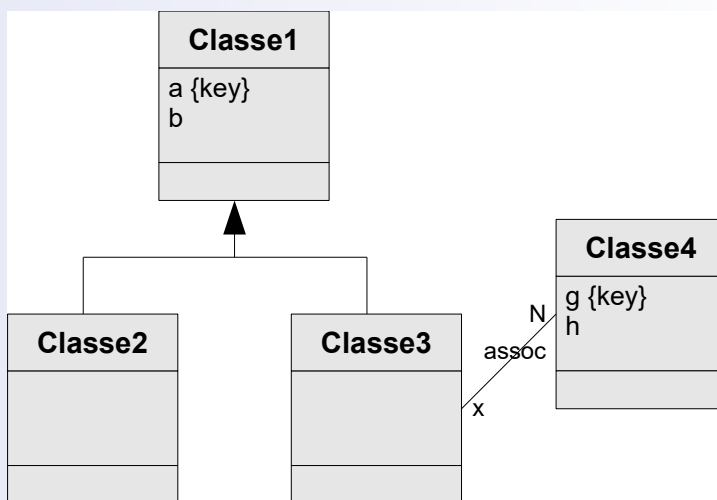 Classe1
a {key}
b
Classe4
g {key}
h
N
assoc
x
Classe2
Classe3